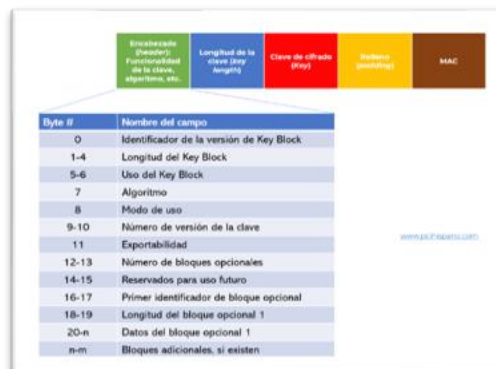 Encabezado
(header):
Funcionalidad
de la clave,
algoritmo, etc.
Longitud de la
clave (key
length)
Clave de cifrado
(Key)
Relleno
(padding)
MAC
Byte # Nombre del campo
0 Identificador de la versión de Key Block
1-4 Longitud del Key Block
5-6 Uso del Key Block
7 Algoritmo
8 Modo de uso
9-10 Número de versión de la clave
11 Exportabilidad
12-13 Número de bloques opcionales
14-15 Reservados para uso futuro
16-17 Primer identificador de bloque opcional
18-19 Longitud del bloque opcional 1
20-n Datos del bloque opcional 1
n-m Bloques adicionales, si existen
www.pcihispano.com